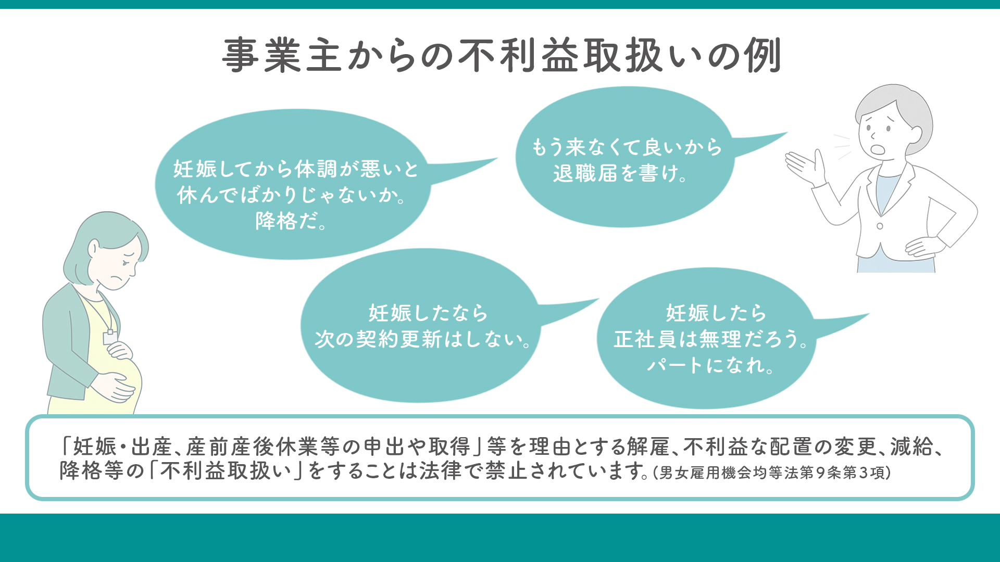 事業主からの不利益取扱いの例
妊娠してから体調が悪いと
休んでばかりじゃないか。
降格だ。
もう来なくて良いから
退職届を書け。
妊娠したなら
次の契約更新はしない。
妊娠したら
正社員は無理だろう。
パートになれ。
「妊娠・出産、産前産後休業等の申出や取得」等を理由とする解雇、不利益な配置の変更、減給、
降格等の「不利益取扱い」をすることは法律で禁止されています。(男女雇用機会均等法第9条第3項)